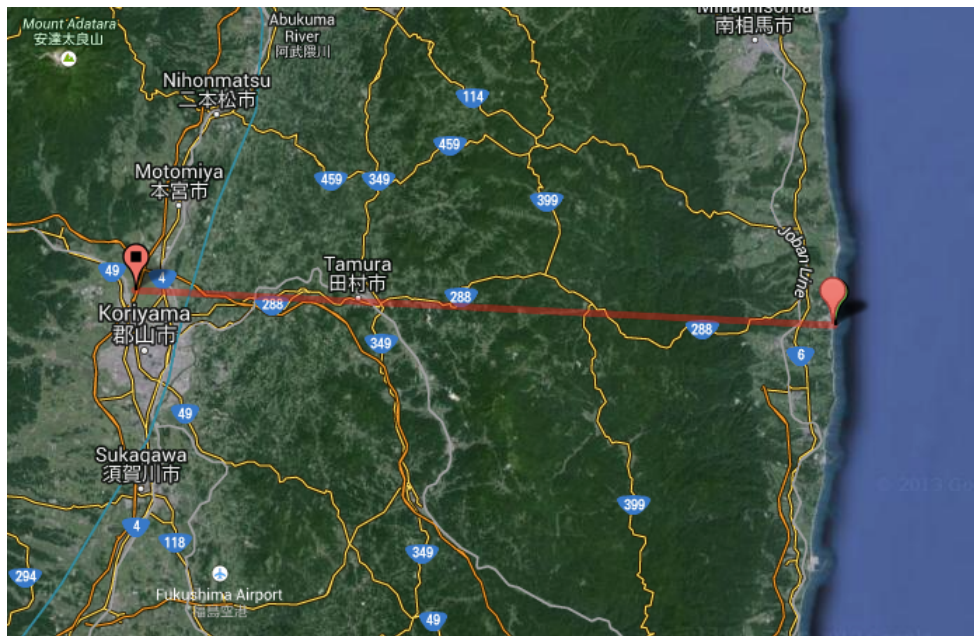 Mount Adatara
安達太良山
Abukuma
River
阿武隈川
Minamisoma
南相馬市
Nihonmatsu
二本松市
114
459
459
349
Motomiya
本宮市
399
Joban Line
49
4
Tamura
田村市
288
288
288
Koriyama
郡山市
349
6
49
Sukagawa
須賀川市
399
4
118
349
294
Fukushima Airport
福島空港
49
© 2013